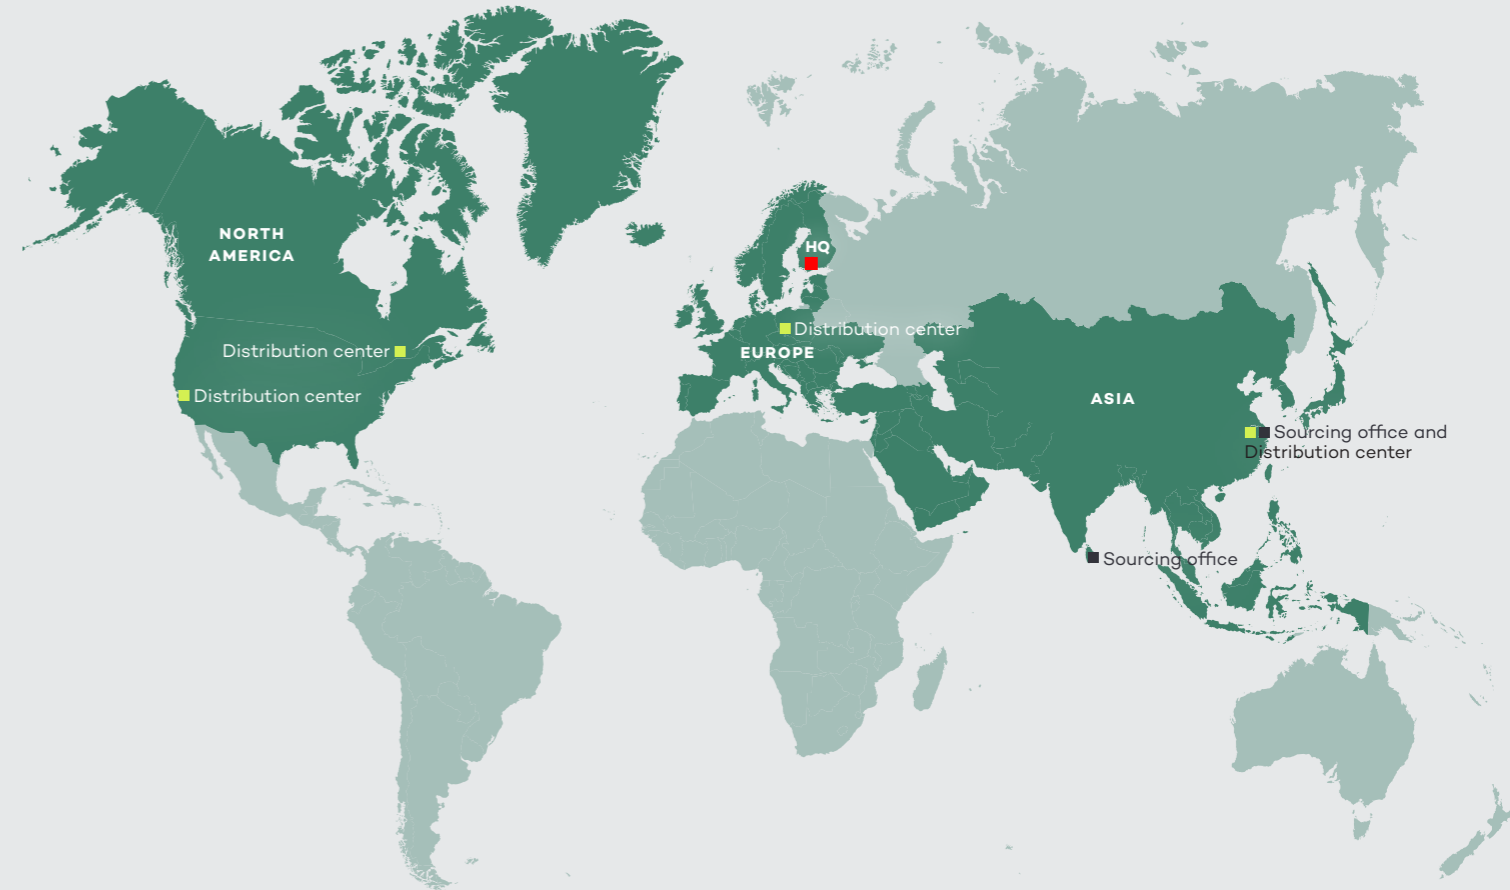 NORTH
AMERICA
HQ
Distribution center
EUROPE
Distribution center
Distribution center
ASIA
Sourcing office and
Distribution center
Sourcing office